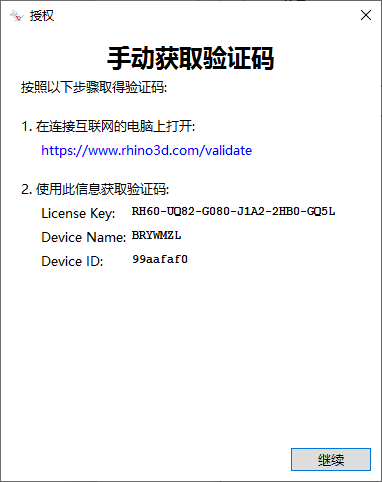 授权
手动获取验证码
按照以下步骤取得验证码:
1. 在连接互联网的电脑上打开:
https://www.rhino3d.com/validate
2. 使用此信息获取验证码:
License Key: RH60-UQ82-G080-J1A2-2HB0-GQ5L
Device Name: BRYWMZL
Device ID: 99aafaf0
继续